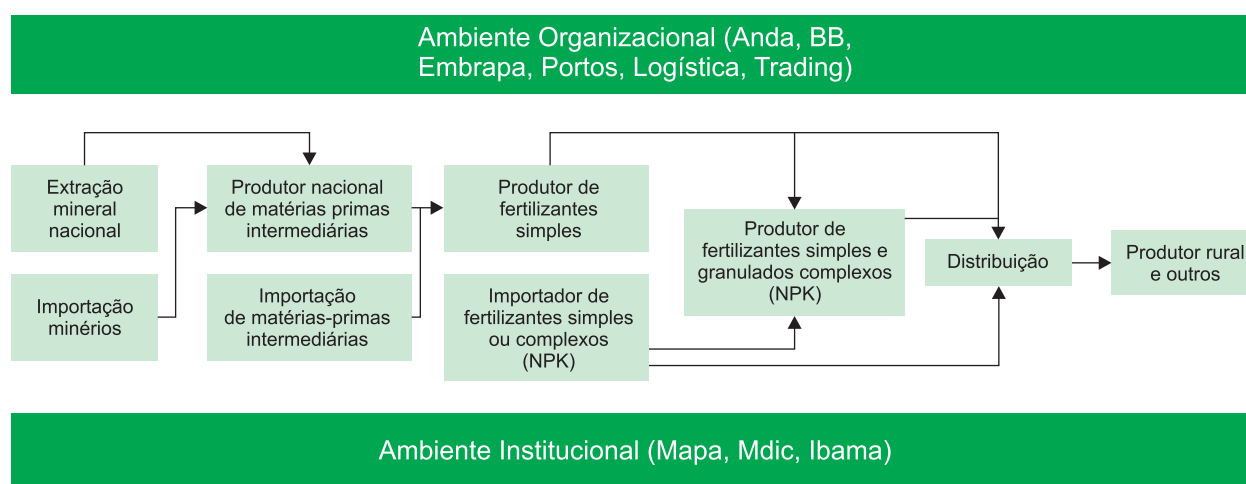 Ambiente Organizacional (Anda, BB,
Embrapa, Portos, Logística, Trading)
Extração
mineral
nacional
Produtor nacional
de matérias primas
intermediárias
Produtor de
fertilizantes
simples
Produtor de
fertilizantes simples e
granulados complexos
(NPK)
Distribuição
Produtor rural
e outros
Importação
minérios
Importação
de matérias-primas
intermediárias
Importador de
fertilizantes simples
ou complexos
(NPK)
Ambiente Institucional (Mapa, Mdic, Ibama)